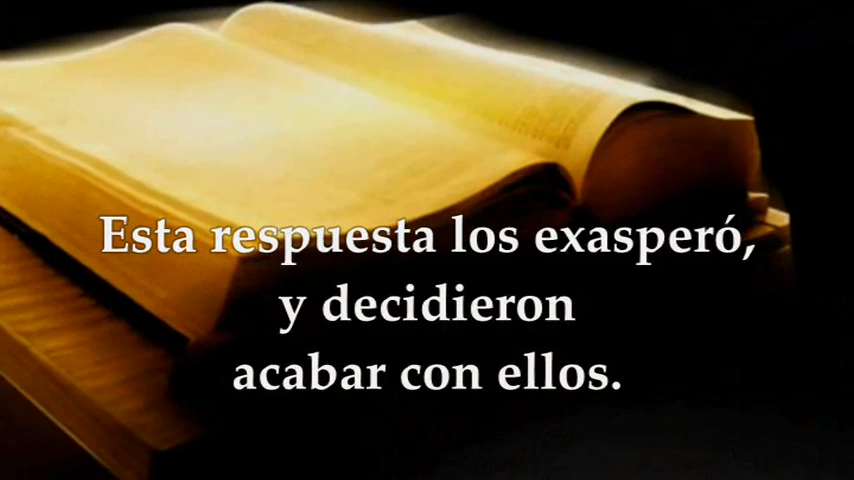 Esta respuesta los exasperó,
y decidieron
acabar con ellos.